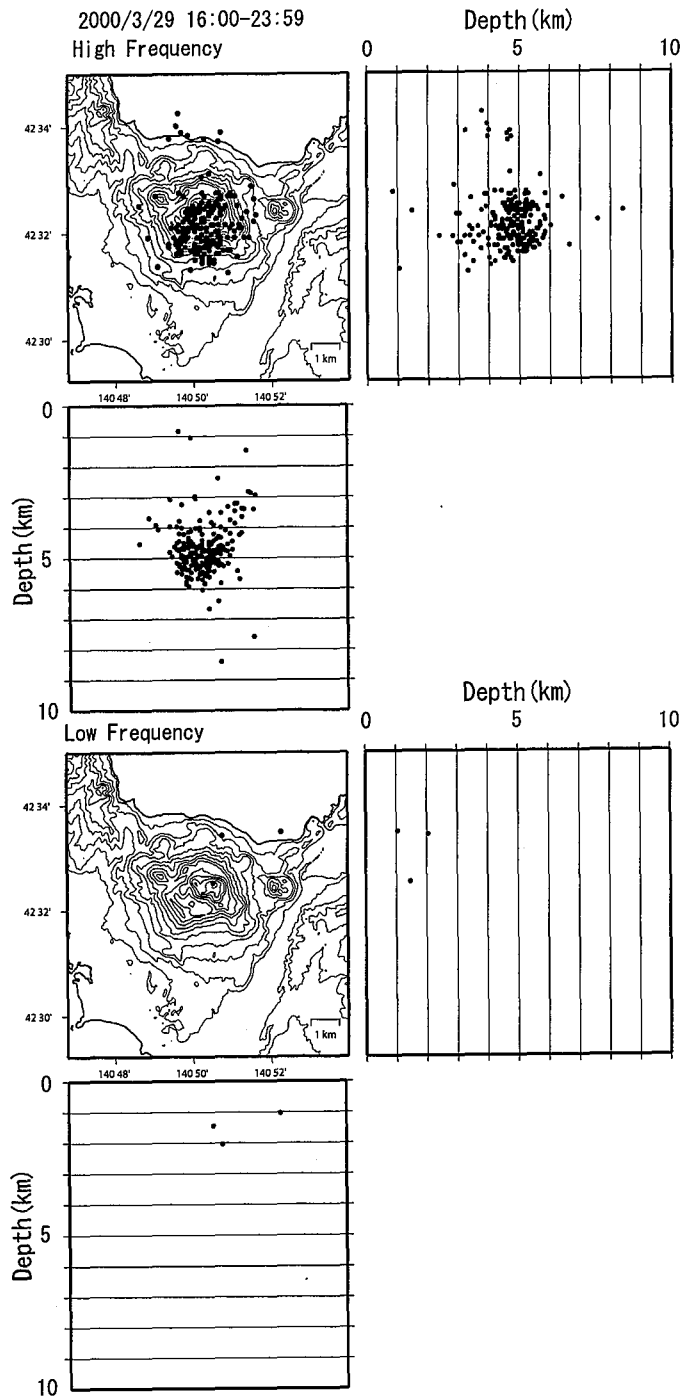 2000/3/29 16:00-23:59
High Frequency
Depth(km)
0 5 10
42 34'
42 32'
42 30'
1 km
140 48' 140 50' 140 52'
0
5
10
Depth(km)
Low Frequency
Depth(km)
0 5 10
42 34'
42 32'
42 30'
1 km
140 48' 140 50' 140 52'
0
5
10
Depth(km)